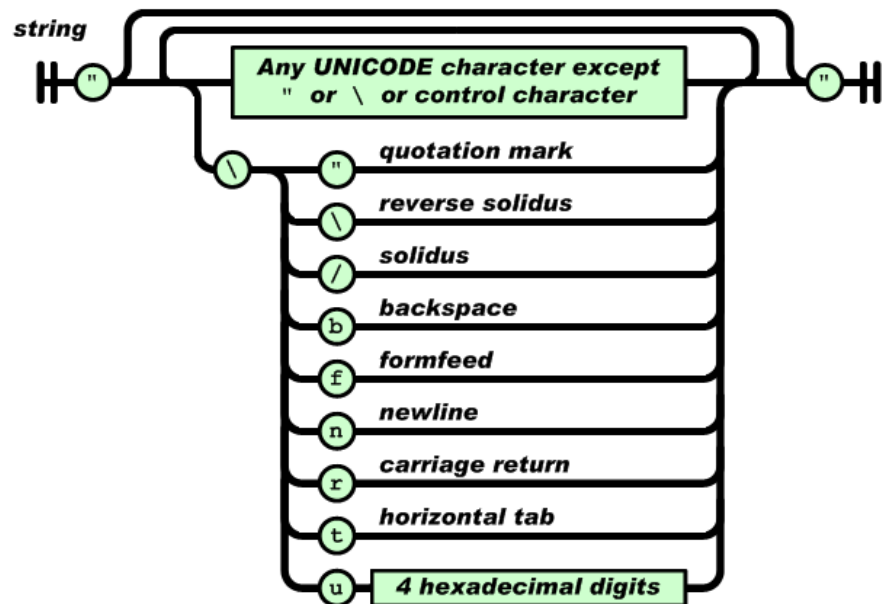 string
" Any UNICODE character except "
" or \ or control character
\ " quotation mark
\ reverse solidus
/ solidus
b backspace
f formfeed
n newline
r carriage return
t horizontal tab
u 4 hexadecimal digits